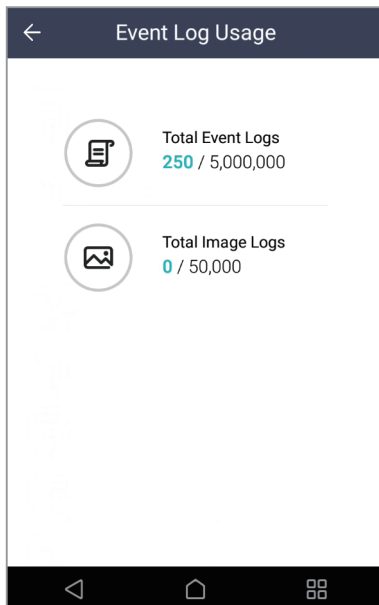 Event Log Usage
Total Event Logs
250 / 5,000,000
Total Image Logs
0 / 50,000